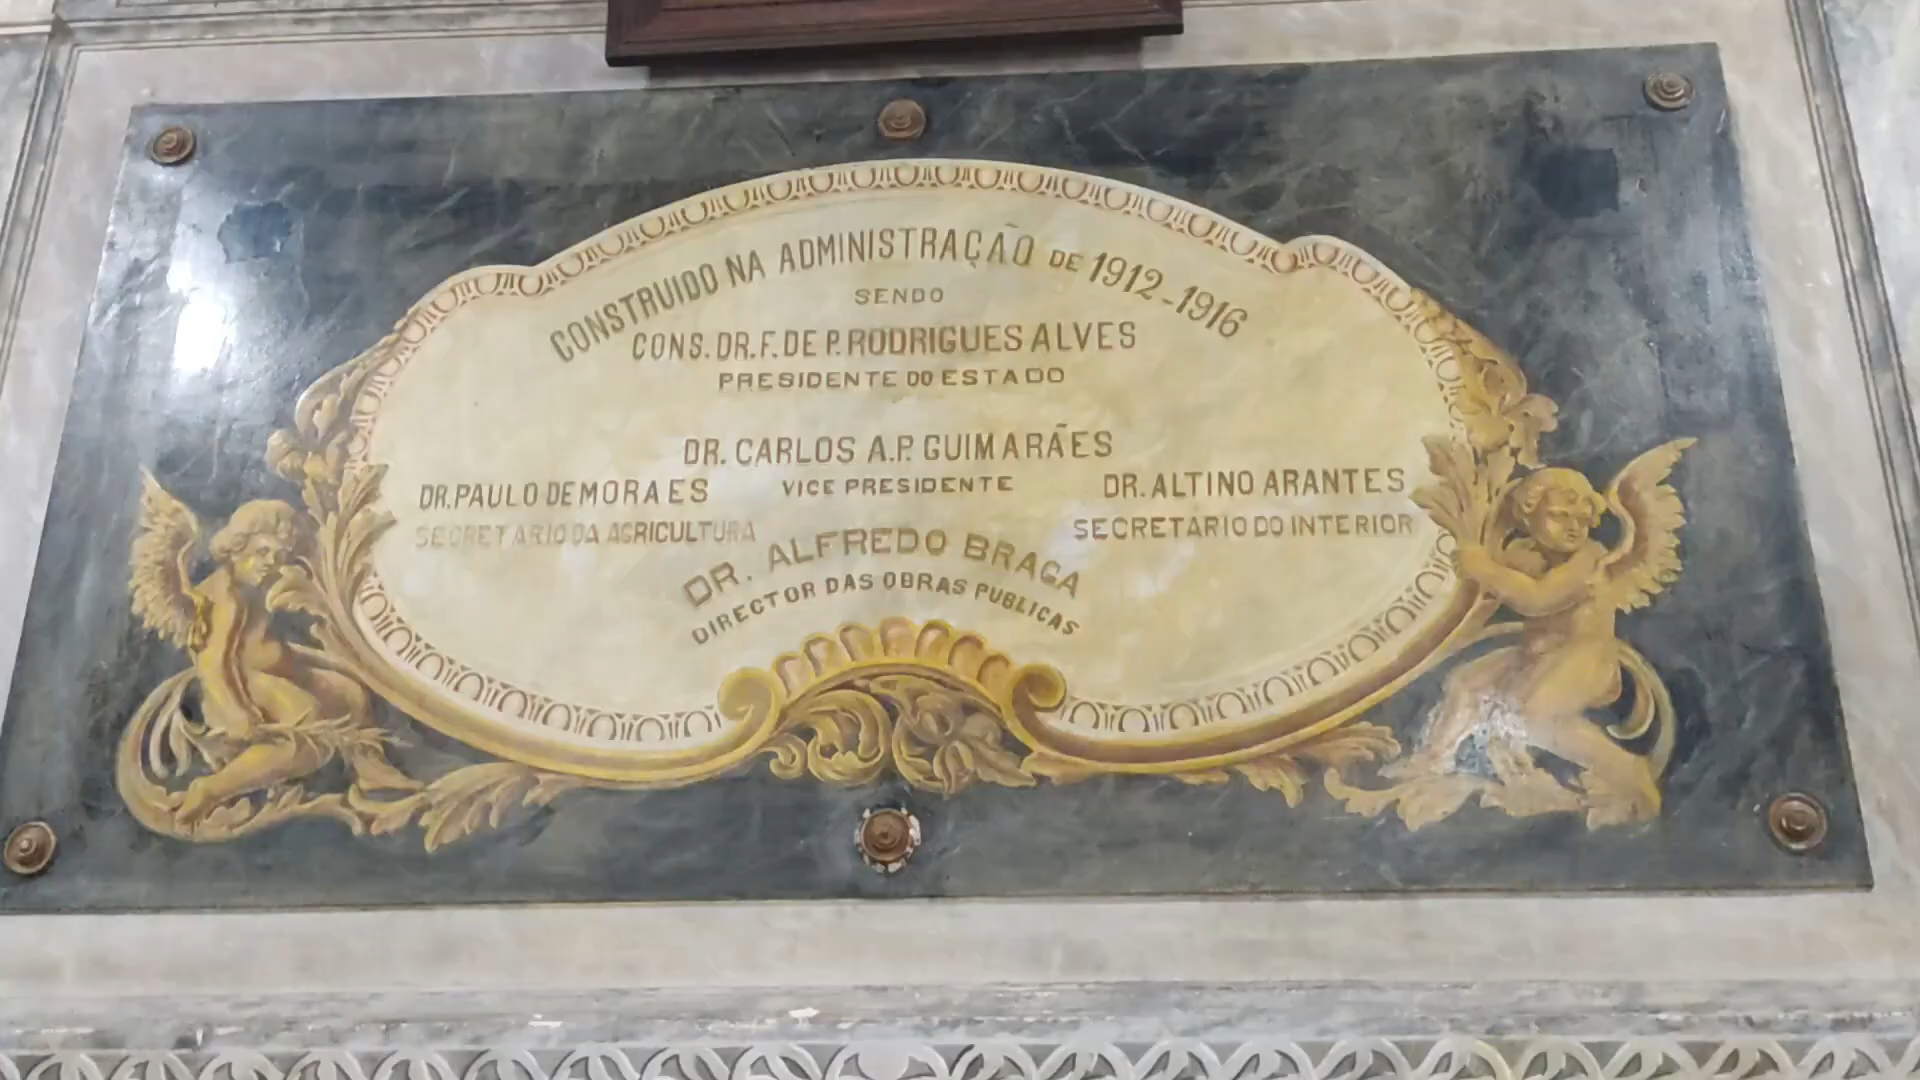 CONSTRUIDO NA ADMINISTRAÇÃO DE 1912-1916
SENDO
CONS. DR. F. DE P. RODRIGUES ALVES
PRESIDENTE DO ESTADO
DR. CARLOS A. P. GUIMARÃES
VICE PRESIDENTE
DR. PAULO DE MORAES
SECRETARIO DA AGRICULTURA
DR. ALTINO ARANTES
SECRETARIO DO INTERIOR
DR. ALFREDO BRAGA
DIRECTOR DAS OBRAS PUBLICAS